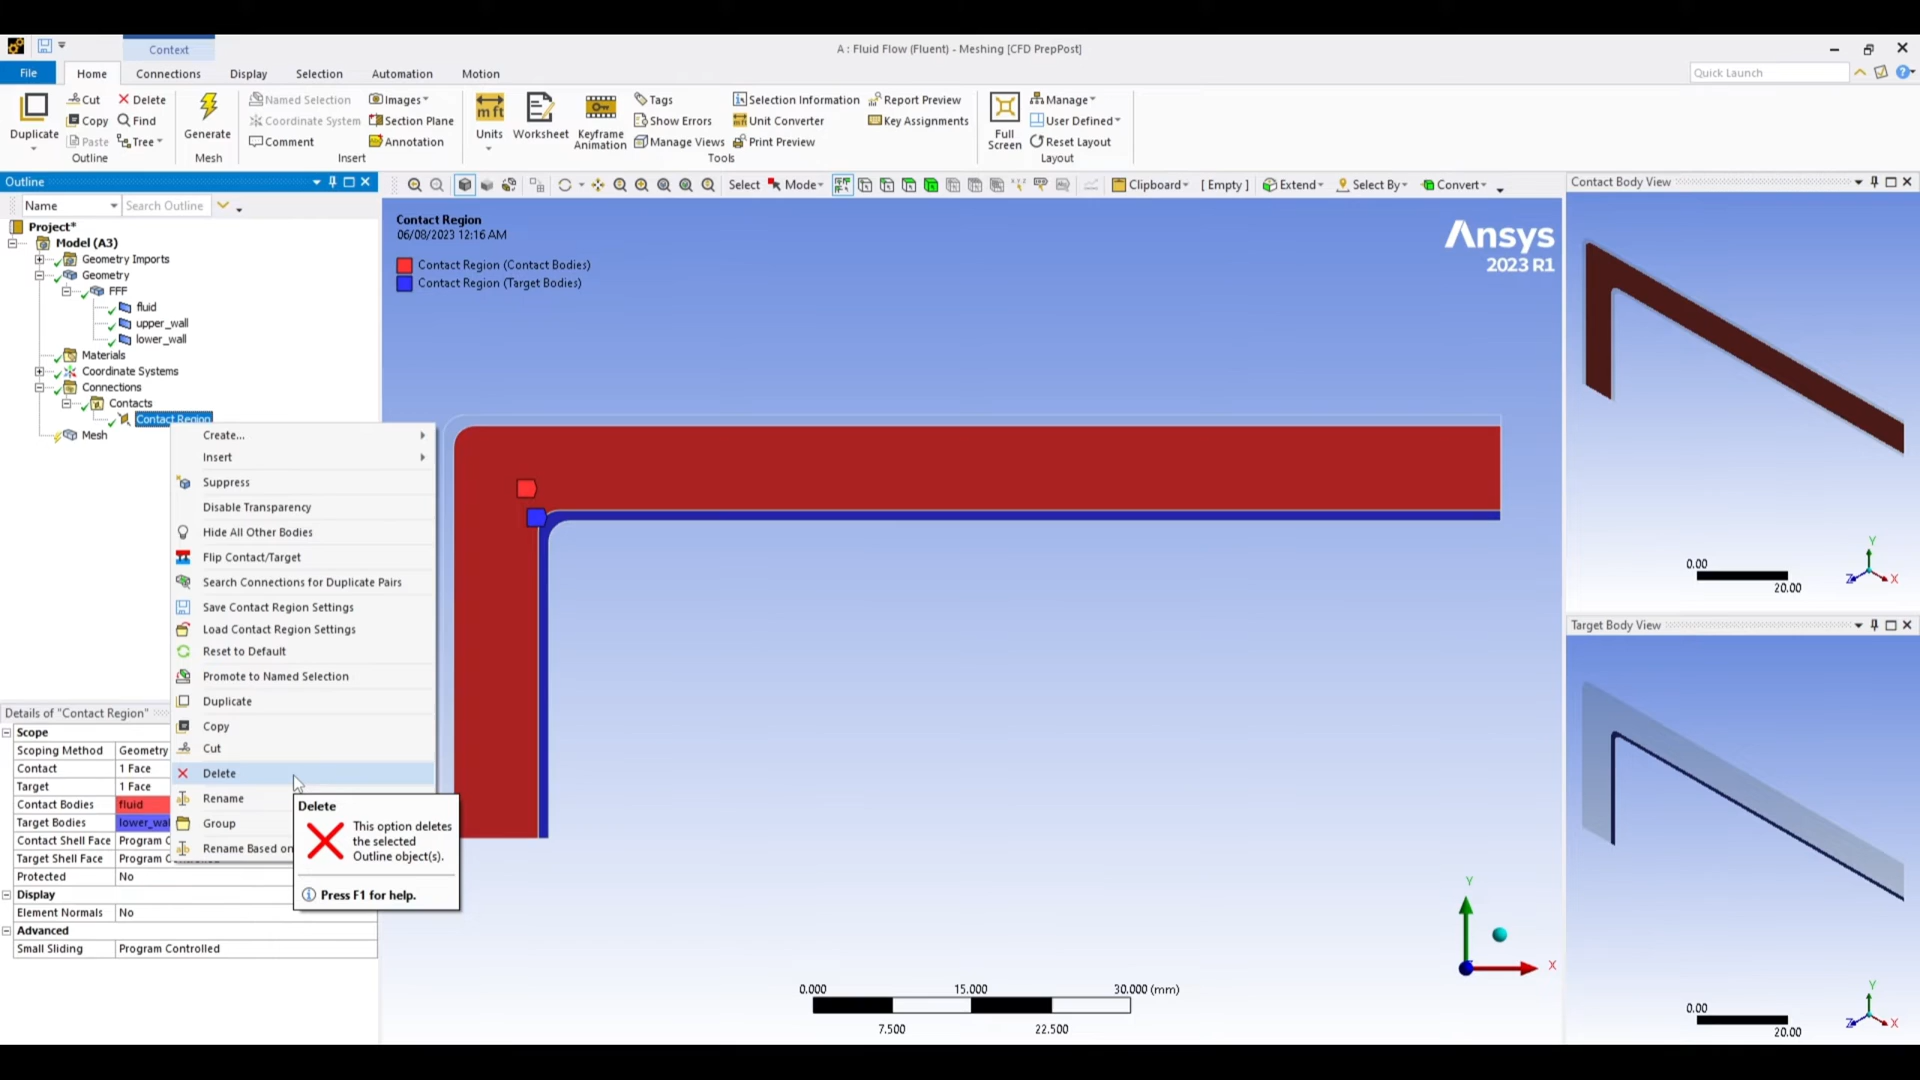 Context
A : Fluid Flow (Fluent) - Meshing [CFD PrepPost]
File
Home
Connections
Display
Selection
Automation
Motion
Quick Launch
Duplicate
Cut
Copy
Paste
Delete
Find
Tree
Outline
Generate
Mesh
Named Selection
Coordinate System
Comment
Images
Section Plane
Annotation
Insert
Units
Worksheet
Keyframe
Animation
Tags
Show Errors
Manage Views
Selection Information
Unit Converter
Print Preview
Report Preview
Key Assignments
Tools
Full
Screen
Manage
User Defined
Reset Layout
Layout
Outline
Name
Search Outline
Select
Mode
Clipboard
[ Empty ]
Extend
Select By
Convert
Project*
Model (A3)
Geometry Imports
Geometry
FFF
fluid
upper_wall
lower_wall
Materials
Coordinate Systems
Connections
Contacts
Contact Region
Mesh
Create...
Insert
Suppress
Disable Transparency
Hide All Other Bodies
Flip Contact/Target
Search Connections for Duplicate Pairs
Save Contact Region Settings
Load Contact Region Settings
Reset to Default
Promote to Named Selection
Duplicate
Copy
Cut
Delete
Rename
Group
Rename Based on
Delete
This option deletes
the selected
Outline object(s).
Press F1 for help.
Details of "Contact Region"
Scope
Scoping Method Geometry
Contact 1 Face
Target 1 Face
Contact Bodies fluid
Target Bodies lower_wal
Contact Shell Face Program C
Target Shell Face Program C
Protected No
Display
Element Normals No
Advanced
Small Sliding Program Controlled
Contact Region
06/08/2023 12:16 AM
Contact Region (Contact Bodies)
Contact Region (Target Bodies)
Ansys
2023 R1
0.000 15.000 30.000 (mm)
7.500 22.500
Y
X
Contact Body View
0.00
20.00
Y
Z
X
Target Body View
0.00
20.00
Y
Z
X